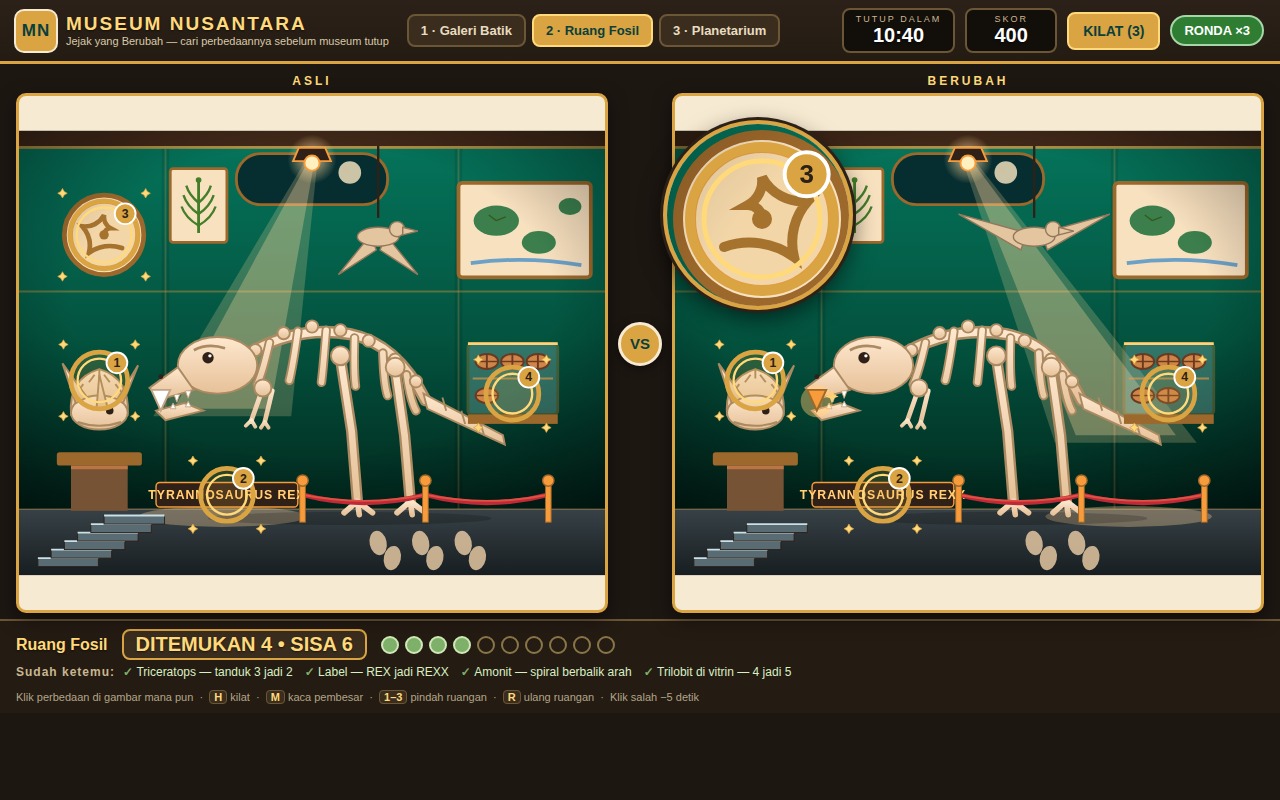 MN
MUSEUM NUSANTARA
Jejak yang Berubah — cari perbedaannya sebelum museum tutup
1 · Galeri Batik
2 · Ruang Fosil
3 · Planetarium
TUTUP DALAM
10:40
SKOR
400
KILAT (3)
RONDA ×3
ASLI
BERUBAH
3
3
1
4
2
TYRANNOSAURUS REX
VS
1
4
2
TYRANNOSAURUS REXX
Ruang Fosil
DITEMUKAN 4 • SISA 6
Sudah ketemu: ✓ Triceratops — tanduk 3 jadi 2 ✓ Label — REX jadi REXX ✓ Amonit — spiral berbalik arah ✓ Trilobit di vitrin — 4 jadi 5
Klik perbedaan di gambar mana pun · H kilat · M kaca pembesar · 1–3 pindah ruangan · R ulang ruangan · Klik salah −5 detik